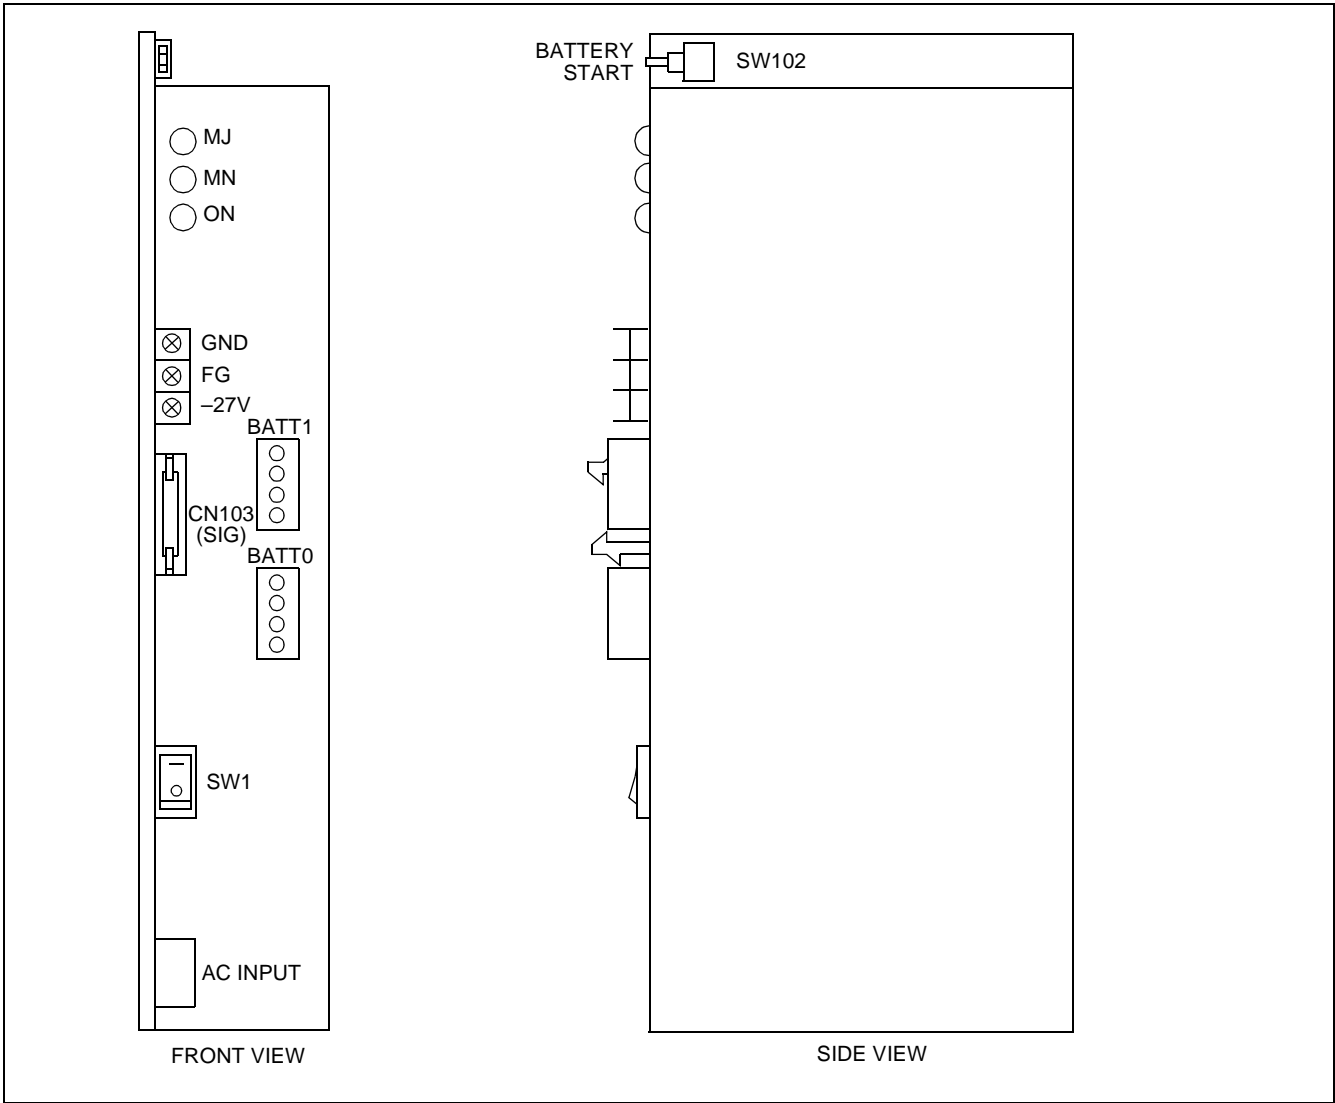 BATTERY
START
SW102
MJ
MN
ON
GND
FG
–27V
BATT1
CN103
(SIG)
BATT0
SW1
AC INPUT
FRONT VIEW
SIDE VIEW